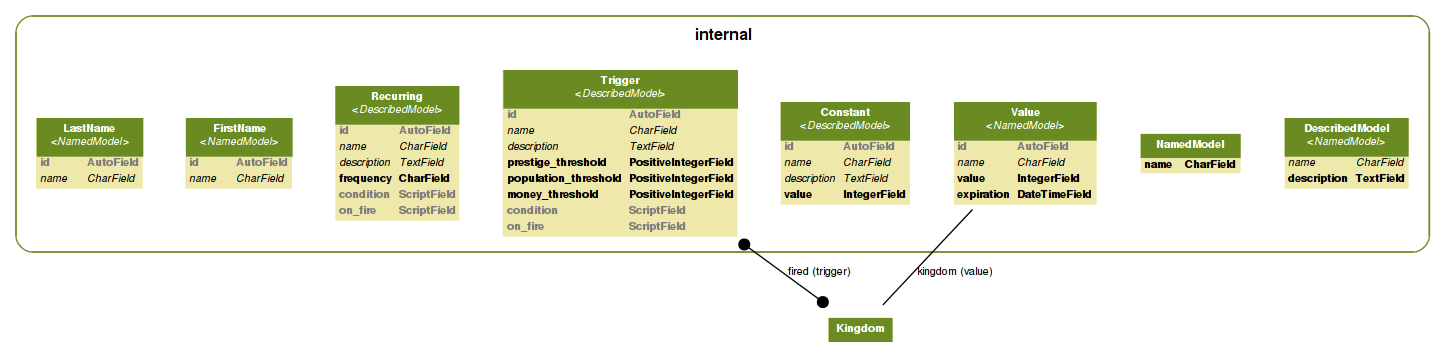 internal
LastName
<NamedModel>
id AutoField
name CharField
FirstName
<NamedModel>
id AutoField
name CharField
Recurring
<DescribedModel>
id AutoField
name CharField
description TextField
frequency CharField
condition ScriptField
on_fire ScriptField
Trigger
<DescribedModel>
id AutoField
name CharField
description TextField
prestige_threshold PositiveIntegerField
population_threshold PositiveIntegerField
money_threshold PositiveIntegerField
condition ScriptField
on_fire ScriptField
Constant
<DescribedModel>
id AutoField
name CharField
description TextField
value IntegerField
Value
<NamedModel>
id AutoField
name CharField
value IntegerField
expiration DateTimeField
NamedModel
name CharField
DescribedModel
<NamedModel>
name CharField
description TextField
fired (trigger)
kingdom (value)
Kingdom